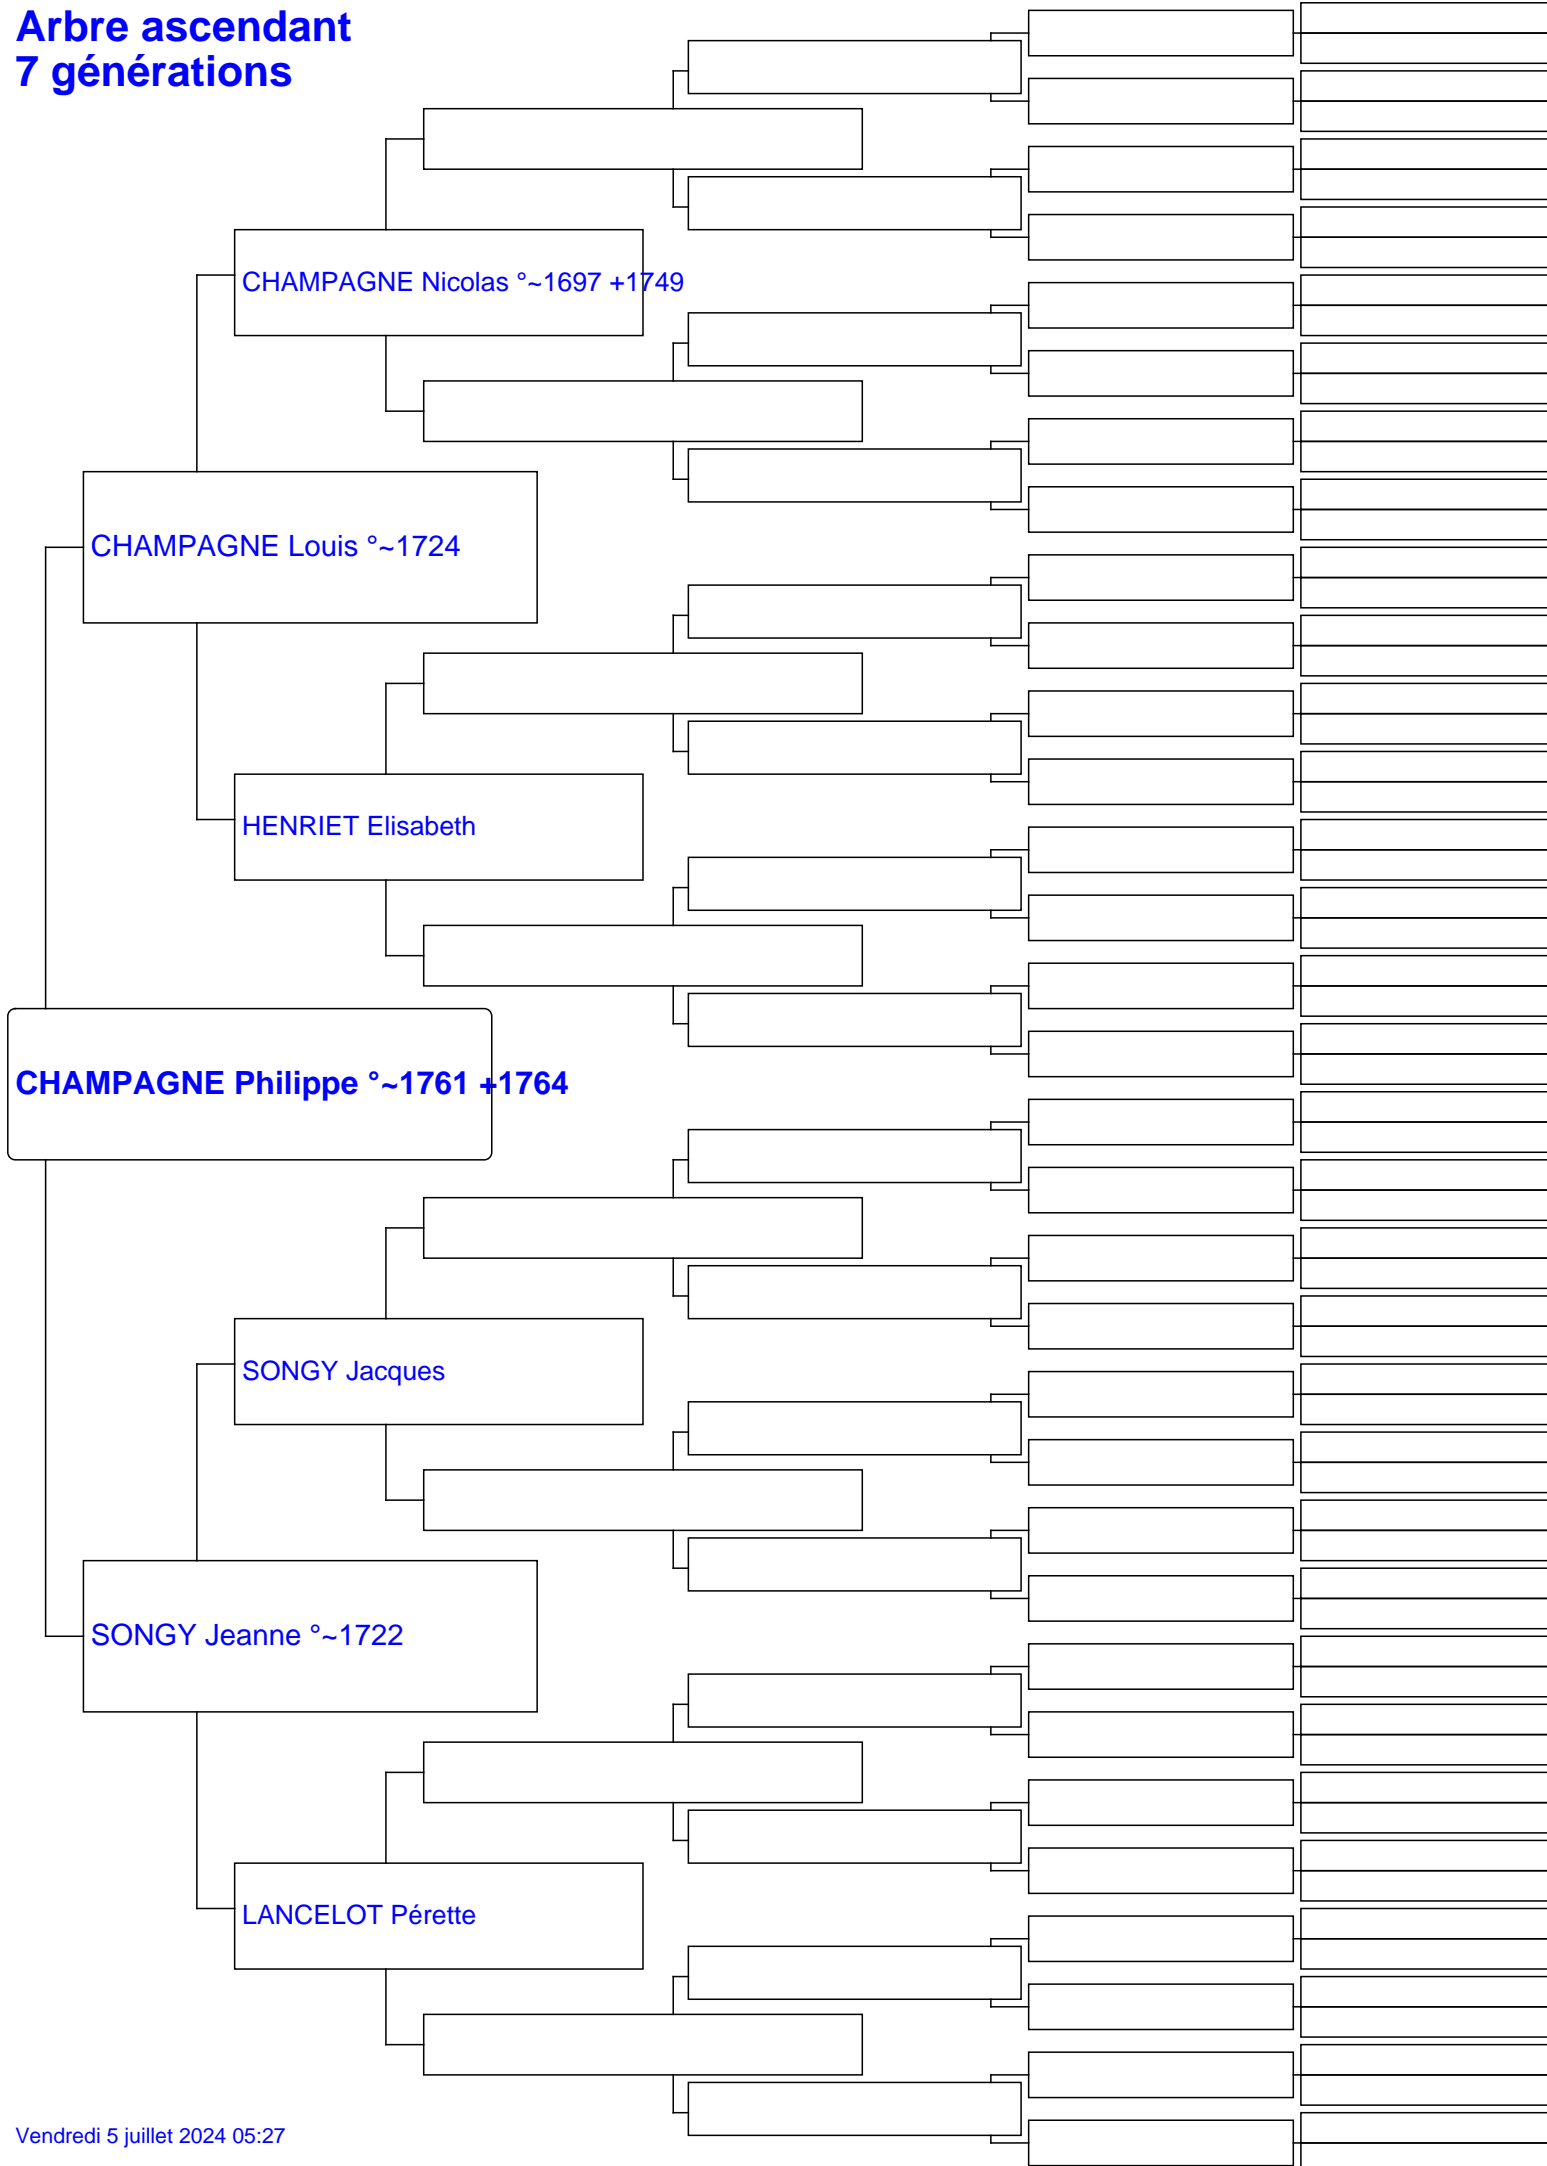 Arbre ascendant
7 générations
CHAMPAGNE Nicolas °~1697 +1749
CHAMPAGNE Louis °~1724
HENRIET Elisabeth
CHAMPAGNE Philippe °~1761 +1764
SONGY Jacques
SONGY Jeanne °~1722
LANCELOT Pérette
Vendredi 5 juillet 2024 05:27